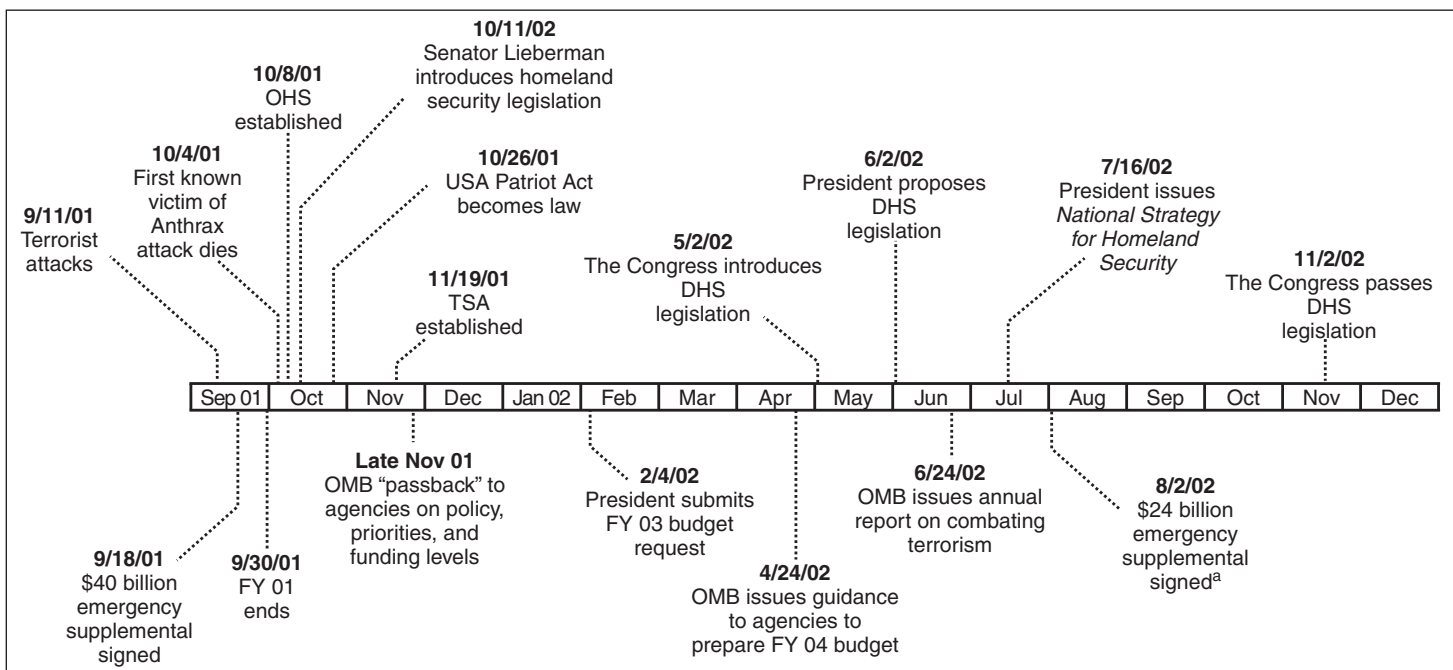 10/11/02
Senator Lieberman
introduces homeland
security legislation
10/8/01
OHS
established
10/4/01
First known
victim of
Anthrax
attack dies
10/26/01
USA Patriot Act
becomes law
6/2/02
President proposes
DHS
legislation
7/16/02
President issues
National Strategy
for Homeland
Security
9/11/01
Terrorist
attacks
5/2/02
The Congress introduces
DHS
legislation
11/2/02
The Congress passes
DHS
legislation
11/19/01
TSA
established
Sep 01 Oct Nov Dec Jan 02 Feb Mar Apr May Jun Jul Aug Sep Oct Nov Dec
Late Nov 01
OMB “passback” to
agencies on policy,
priorities, and
funding levels
2/4/02
President submits
FY 03 budget
request
6/24/02
OMB issues annual
report on combating
terrorism
8/2/02
$24 billion
emergency
supplemental
signedᵃ
9/18/01
$40 billion
emergency
supplemental
signed
9/30/01
FY 01
ends
4/24/02
OMB issues guidance
to agencies to
prepare FY 04 budget